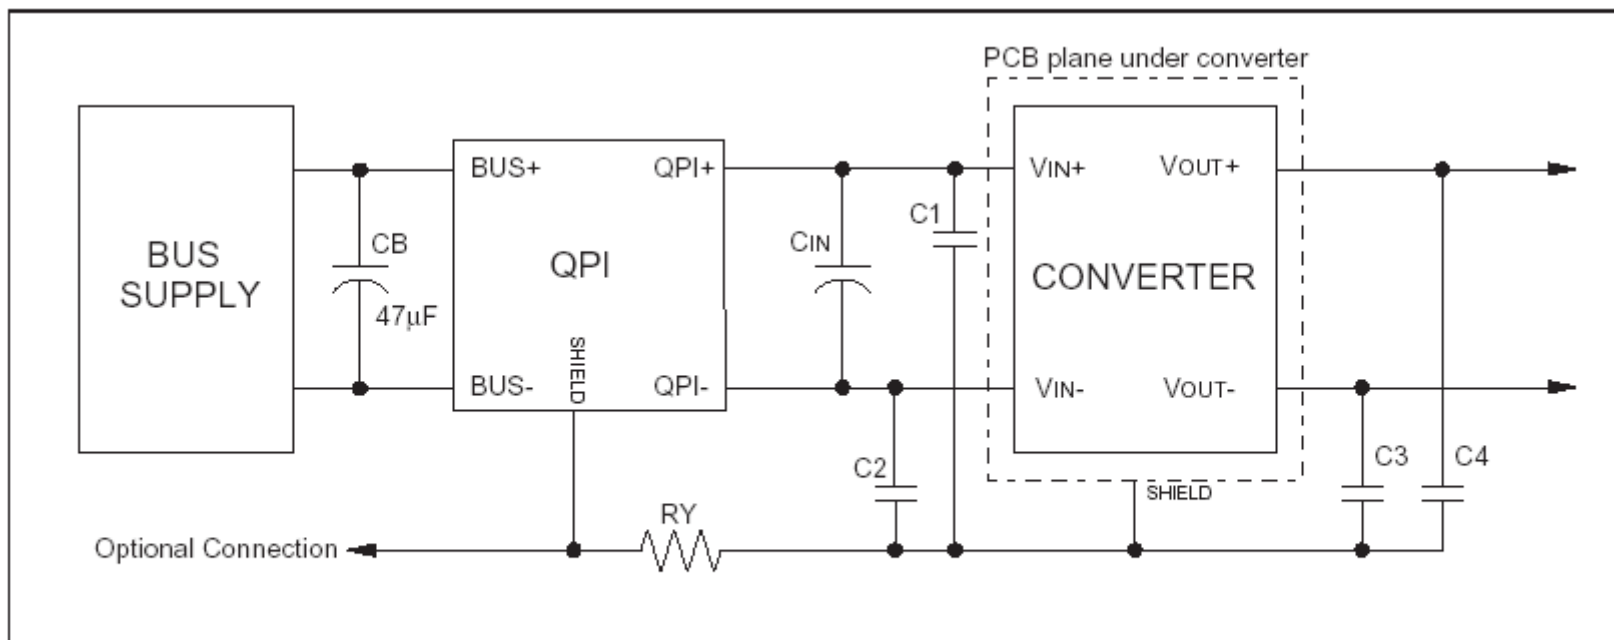 PCB plane under converter
BUS
SUPPLY
CB
47μF
BUS+
QPI+
QPI
SHIELD
BUS-
QPI-
CIN
C1
C2
VIN+
VOUT+
CONVERTER
VIN-
VOUT-
SHIELD
C3
C4
RY
Optional Connection